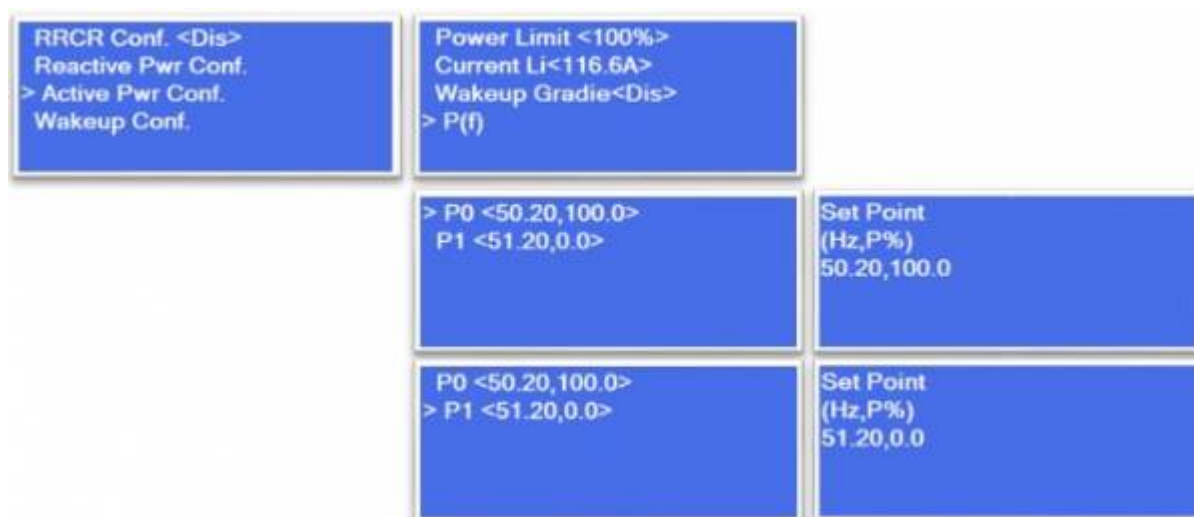 RRCR Conf. <Dis>
Reactive Pwr Conf.
> Active Pwr Conf.
Wakeup Conf.
Power Limit <100%>
Current Li<116.6A>
Wakeup Gradie<Dis>
> P(f)
> P0 <50.20,100.0>
P1 <51.20,0.0>
Set Point
(Hz,P%)
50.20,100.0
P0 <50.20,100.0>
> P1 <51.20,0.0>
Set Point
(Hz,P%)
51.20,0.0